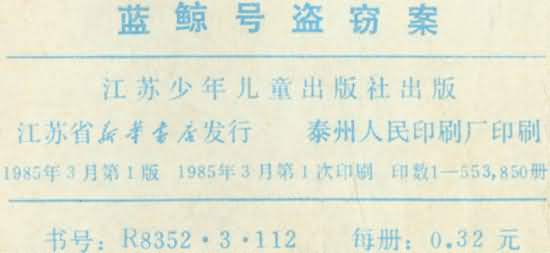 蓝鲸号盗窃案
江苏少年儿童出版社出版
江苏省新华书店发行 泰州人民印刷厂印刷
1985年3月第1版 1985年3月第1次印刷 印数1—553,850册
书号：R8352·3·112 每册：0.32元